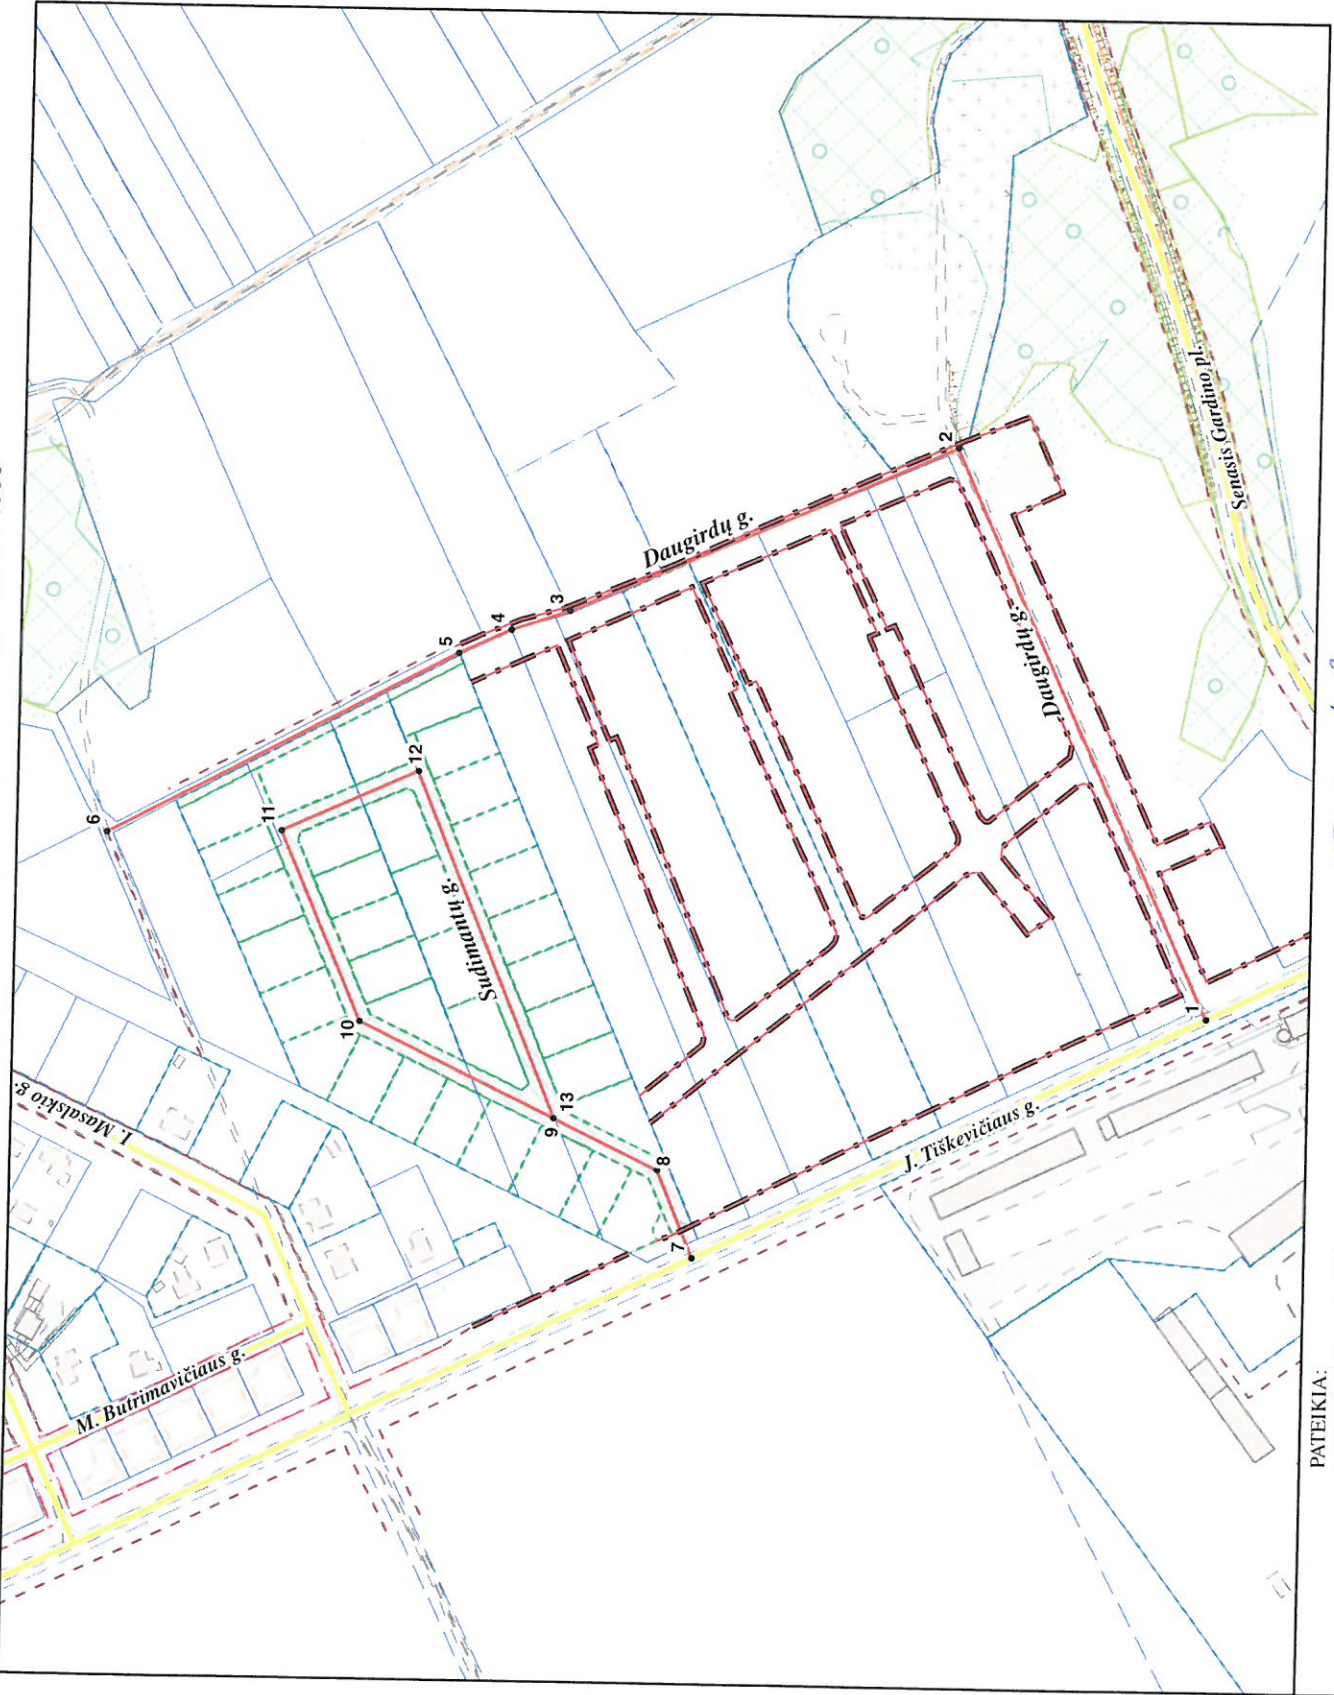 6
11
12
5
4
3
Daugirdų g.
2
Senasis Gardino pl.
Daugirdų g.
Sudimantų g.
10
9
13
8
7
1
J. Tiškevičiaus g.
I. Masalskio g.
M. Butrimavičiaus g.
PATEIKIA: